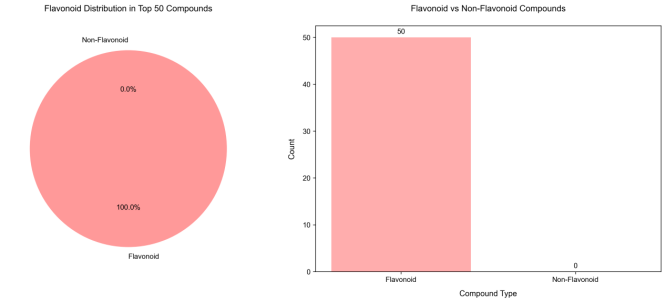 Flavonoid Distribution in Top 50 Compounds
Non-Flavonoid
0.0%
100.0%
Flavonoid
Flavonoid vs Non-Flavonoid Compounds
50
40
30
20
10
0
Count
50
0
Flavonoid
Non-Flavonoid
Compound Type